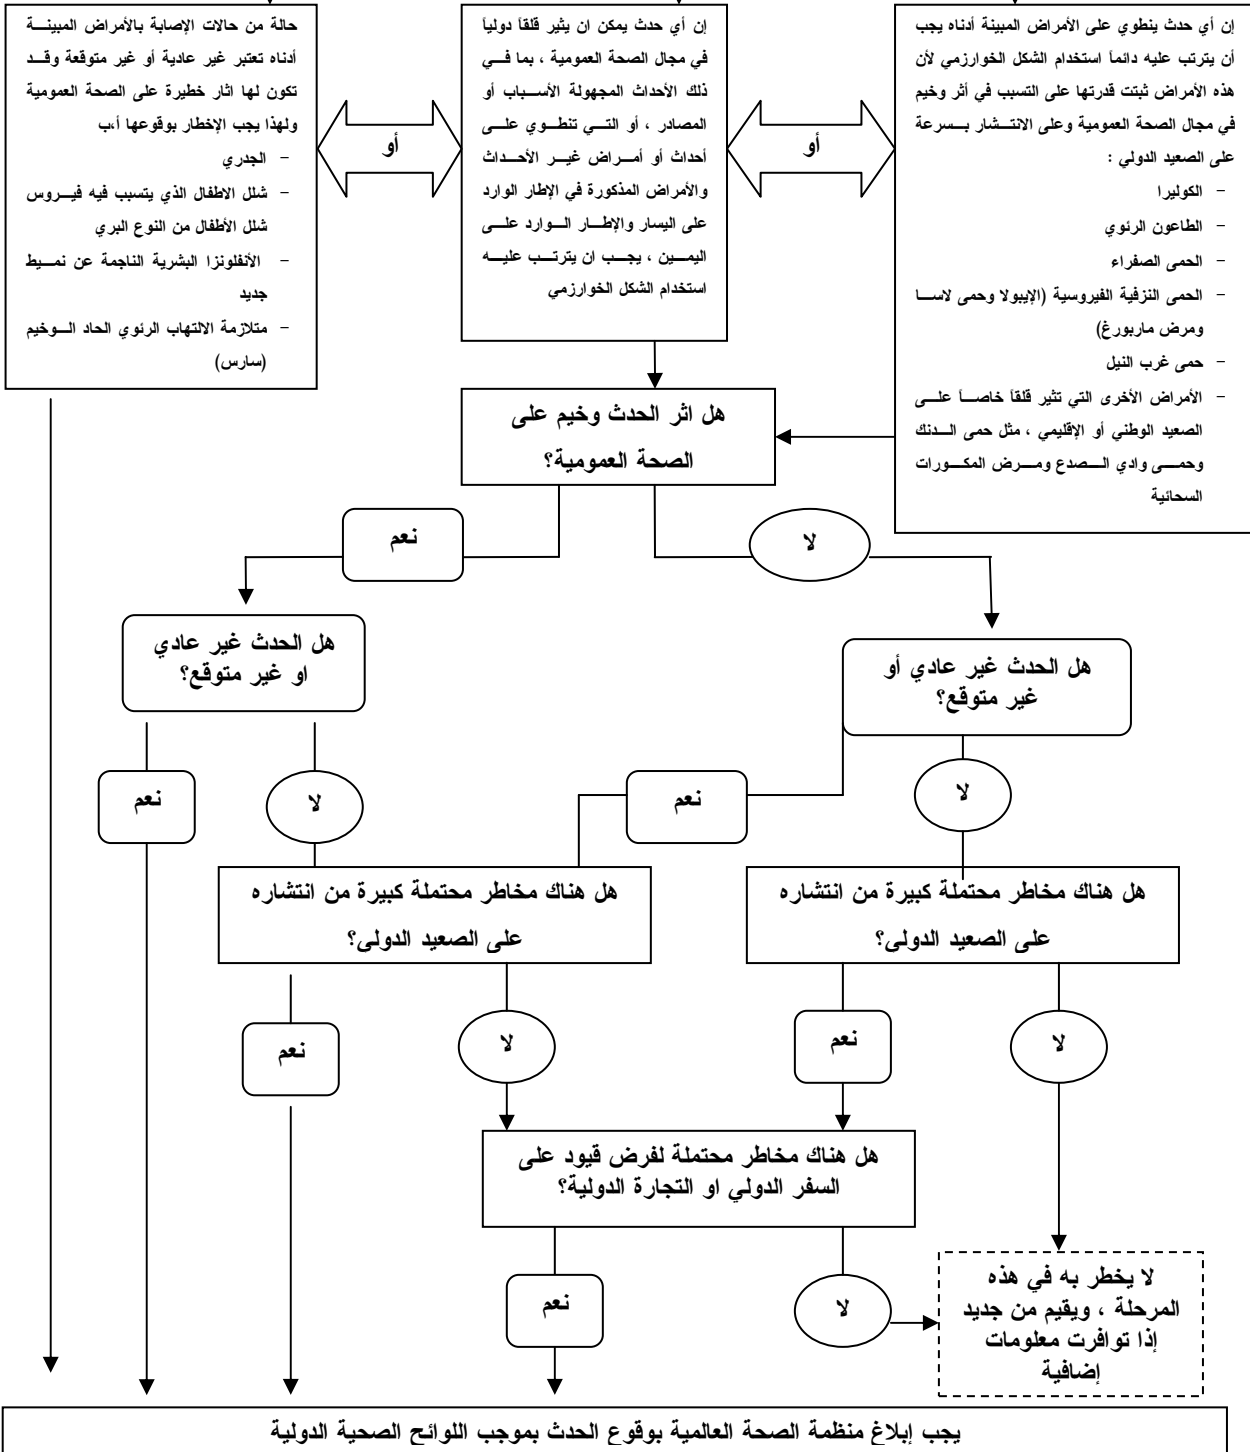 إن أي حدث ينطوي على الأمراض المبينة أدناه يجب
أن يترتب عليه دائماً استخدام الشكل الخوارزمي لأن
هذه الأمراض ثبتت قدرتها على التسبب في أثر وخيم
في مجال الصحة العمومية وعلى الانتشار بسرعة
على الصعيد الدولي :
- الكوليرا
- الطاعون الرئوي
- الحمى الصفراء
- الحمى النزفية الفيروسية (الإيبولا وحمى لاسا
ومرض ماربورغ)
- حمى غرب النيل
- الأمراض الأخرى التي تثير قلقاً خاصاً على
الصعيد الوطني أو الإقليمي ، مثل حمى الدنك
وحمى وادي الصدع ومرض المكورات
السحائية
أو
إن أي حدث يمكن ان يثير قلقاً دولياً
في مجال الصحة العمومية ، بما في
ذلك الأحداث المجهولة الأسباب أو
المصادر ، أو التي تنطوي على
أحداث أو أمراض غير الأحداث
والأمراض المذكورة في الإطار الوارد
على اليسار والإطار الوارد على
اليمين ، يجب ان يترتب عليه
استخدام الشكل الخوارزمي
أو
حالة من حالات الإصابة بالأمراض المبينة
أدناه تعتبر غير عادية أو غير متوقعة وقد
تكون لها اثار خطيرة على الصحة العمومية
ولهذا يجب الإخطار بوقوعها أ،ب
- الجدري
- شلل الاطفال الذي يتسبب فيه فيروس
شلل الأطفال من النوع البري
- الأنفلونزا البشرية الناجمة عن نميط
جديد
- متلازمة الالتهاب الرئوي الحاد الوخيم
(سارس)
هل اثر الحدث وخيم على
الصحة العمومية؟
لا
نعم
هل الحدث غير عادي أو
غير متوقع؟
هل الحدث غير عادي
او غير متوقع؟
لا
نعم
لا
نعم
هل هناك مخاطر محتملة كبيرة من انتشاره
على الصعيد الدولى؟
هل هناك مخاطر محتملة كبيرة من انتشاره
على الصعيد الدولى؟
لا
نعم
لا
نعم
هل هناك مخاطر محتملة لفرض قيود على
السفر الدولي او التجارة الدولية؟
لا
نعم
لا يخطر به في هذه
المرحلة ، ويقيم من جديد
إذا توافرت معلومات
إضافية
يجب إبلاغ منظمة الصحة العالمية بوقوع الحدث بموجب اللوائح الصحية الدولية